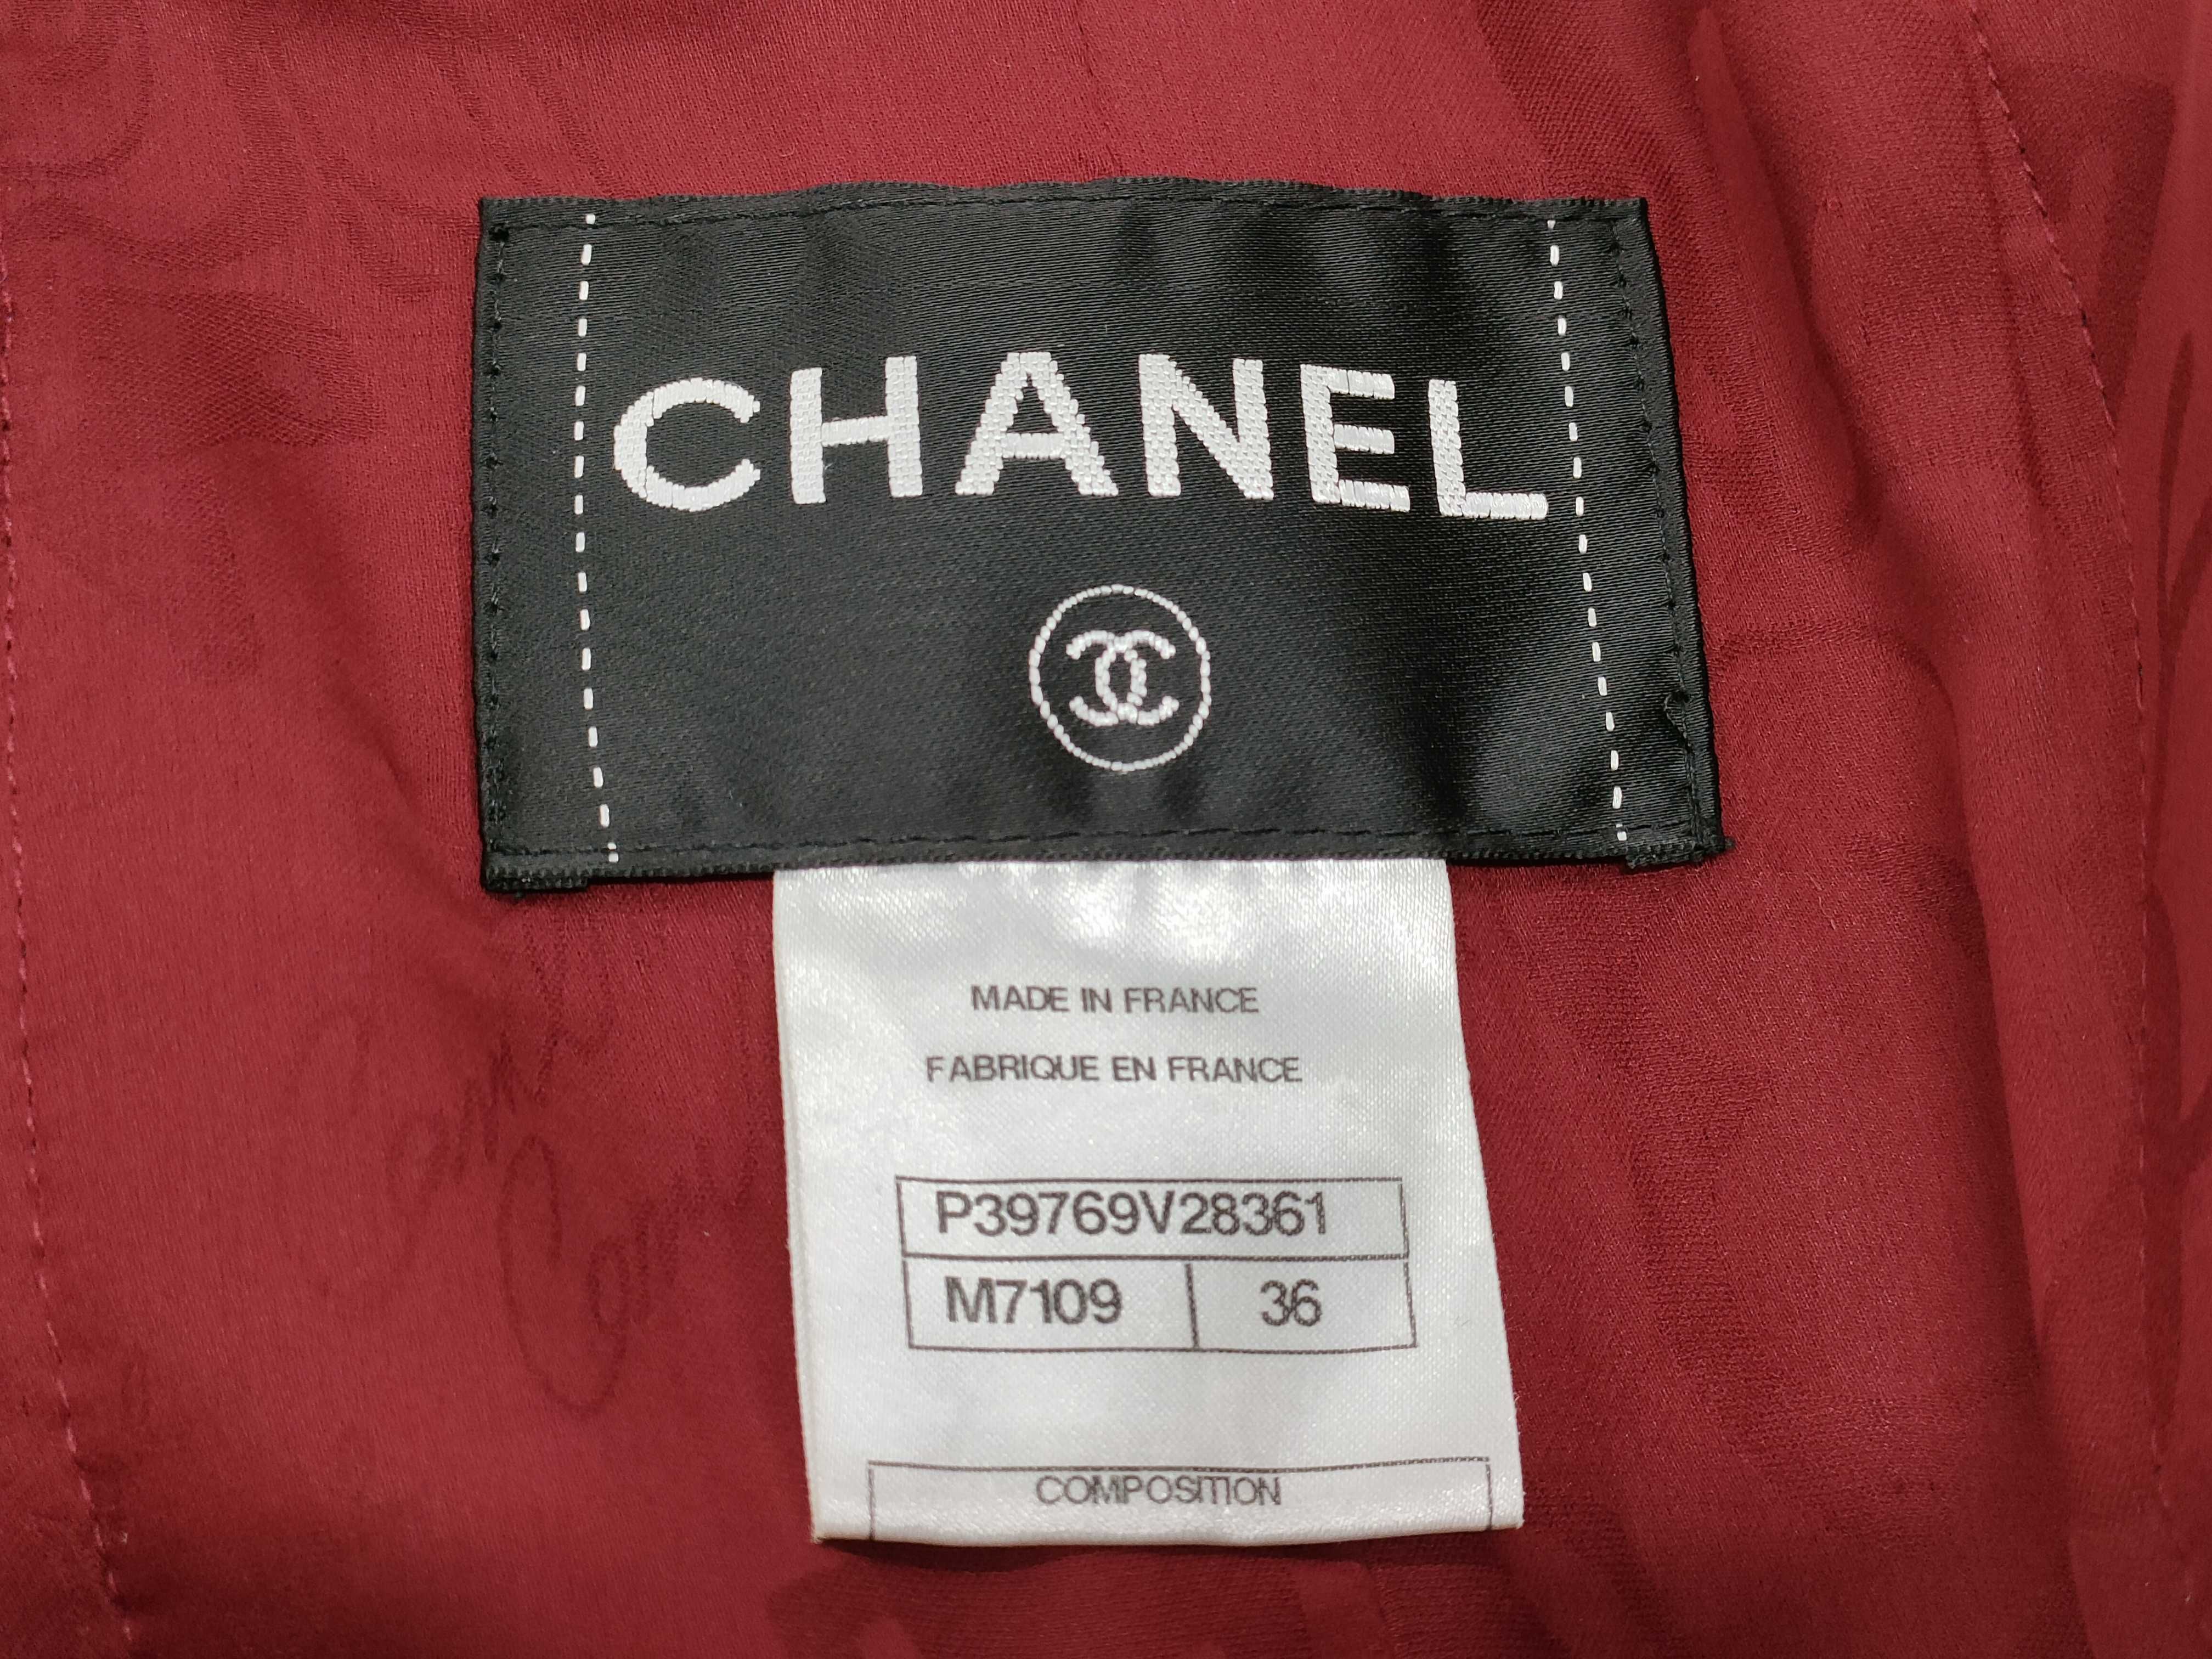 CHANEL
MADE IN FRANCE
FABRIQUE EN FRANCE
P39769V28361
M7109 36
COMPOSITION